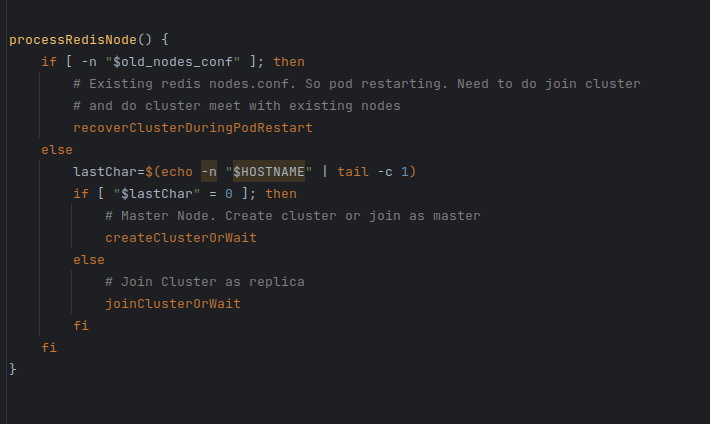 processRedisNode() {
if [ -n "$old_nodes_conf" ]; then
# Existing redis nodes.conf. So pod restarting. Need to do join cluster
# and do cluster meet with existing nodes
recoverClusterDuringPodRestart
else
lastChar=$(echo -n "$HOSTNAME" | tail -c 1)
if [ "$lastChar" = 0 ]; then
# Master Node. Create cluster or join as master
createClusterOrWait
else
# Join Cluster as replica
joinClusterOrWait
fi
fi
}